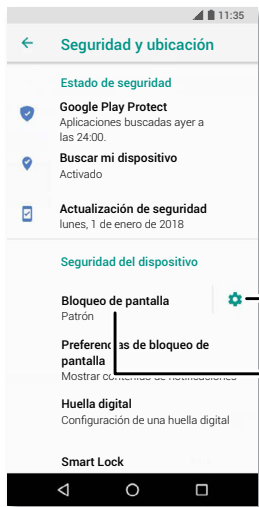 11:35
Seguridad y ubicación
Estado de seguridad
Google Play Protect
Aplicaciones buscadas ayer a
las 24:00.
Buscar mi dispositivo
Activado
Actualización de seguridad
lunes, 1 de enero de 2018
Seguridad del dispositivo
Bloqueo de pantalla
Patrón
Preferencias de bloqueo de
pantalla
Mostrar contenido de notificaciones
Huella digital
Configuración de una huella digital
Smart Lock